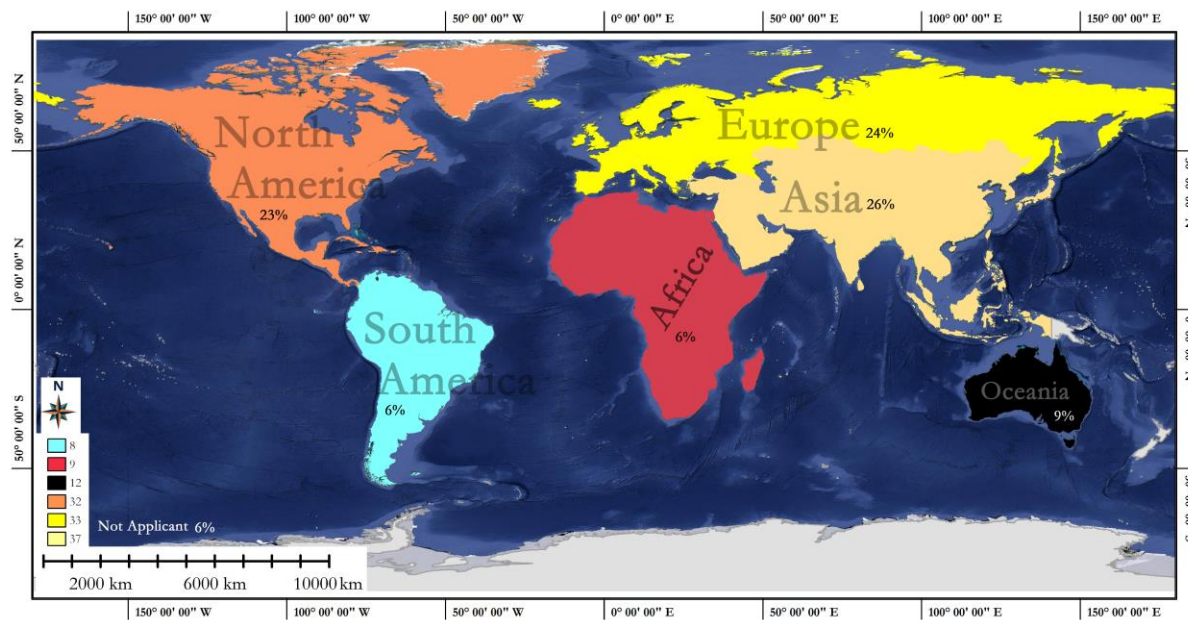 150° 00' 00" W
100° 00' 00" W
50° 00' 00" W
0° 00' 00" E
50° 00' 00" E
100° 00' 00" E
150° 00' 00" E
50° 00' 00" N
0° 00' 00" N
50° 00' 00" S
North
America
23%
Europe
24%
Asia
26%
Africa
6%
South
America
6%
Oceania
9%
N
8
9
12
32
33
37
Not Applicant 6%
2000 km 6000 km 10000 km
150° 00' 00" W
100° 00' 00" W
50° 00' 00" W
0° 00' 00" E
50° 00' 00" E
100° 00' 00" E
150° 00' 00" E